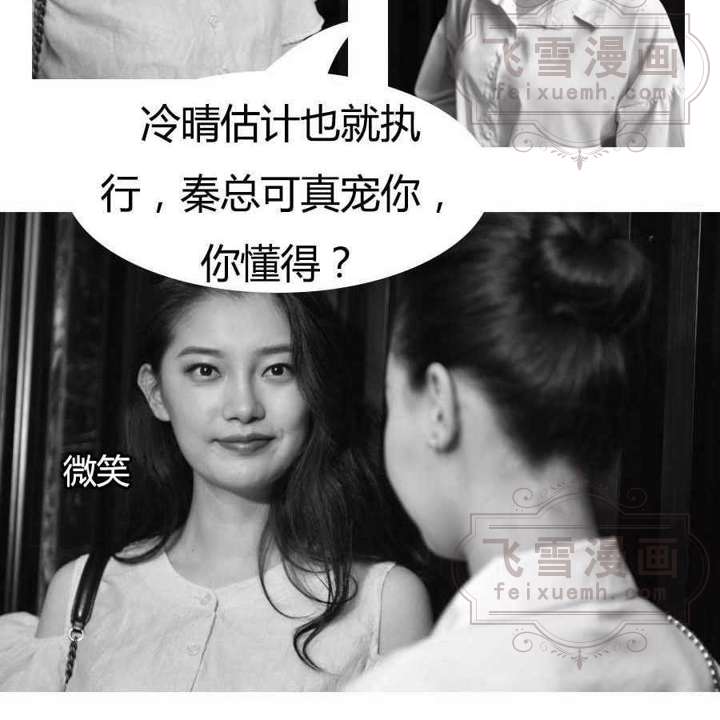 飞雪漫画
feixuemh.com
冷晴估计也就执
行，秦总可真宠你，
你懂得？
微笑
飞雪漫画
feixuemh.com